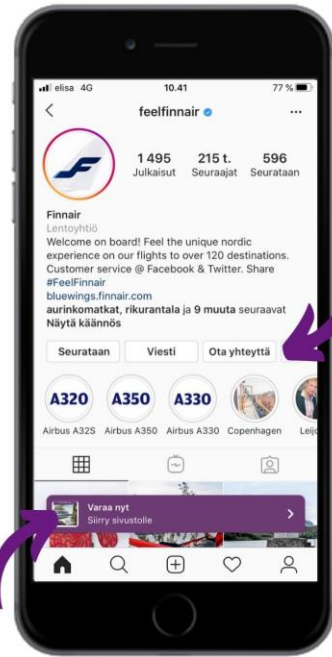 elisa 4G 10.41 77 %
feelfinnair
1 495 215 t. 596
Julkaisut Seuraajat Seurataan
Finnair
Lentoyhtiö
Welcome on board! Feel the unique nordic
experience on our flights to over 120 destinations.
Customer service @ Facebook & Twitter. Share
#FeelFinnair
bluewings.finnair.com
aurinkomatkat, rikurantala ja 9 muuta seuraavat
Näytä käännös
Seurataan Viesti Ota yhteyttä
A320 A350 A330
Airbus A32S Airbus A350 Airbus A330 Copenhagen Leijo
Varaa nyt
Siirry sivustolle